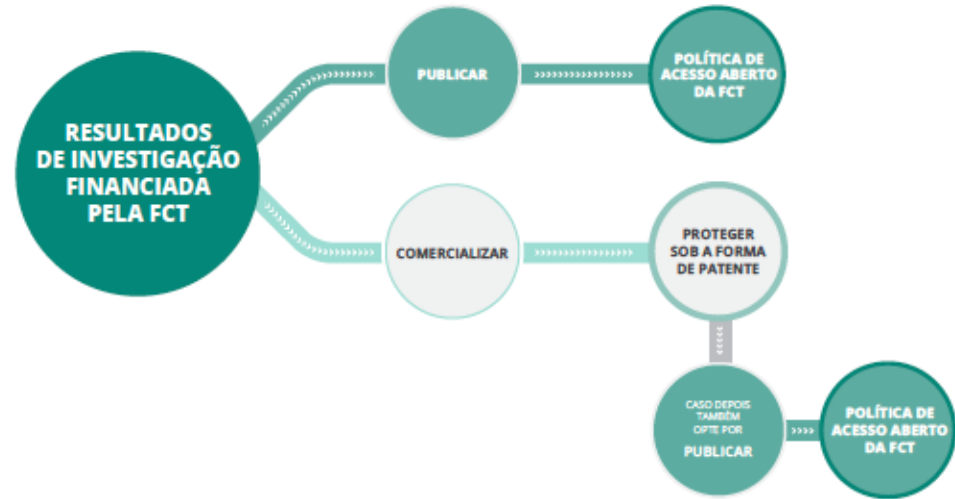 RESULTADOS
DE INVESTIGAÇÃO
FINANCIADA
PELA FCT
PUBLICAR
POLÍTICA DE
ACESSO ABERTO
DA FCT
COMERCIALIZAR
PROTEGER
SOB A FORMA
DE PATENTE
CASO DEPOIS
TAMBÉM
OPTE POR
PUBLICAR
POLÍTICA DE
ACESSO ABERTO
DA FCT